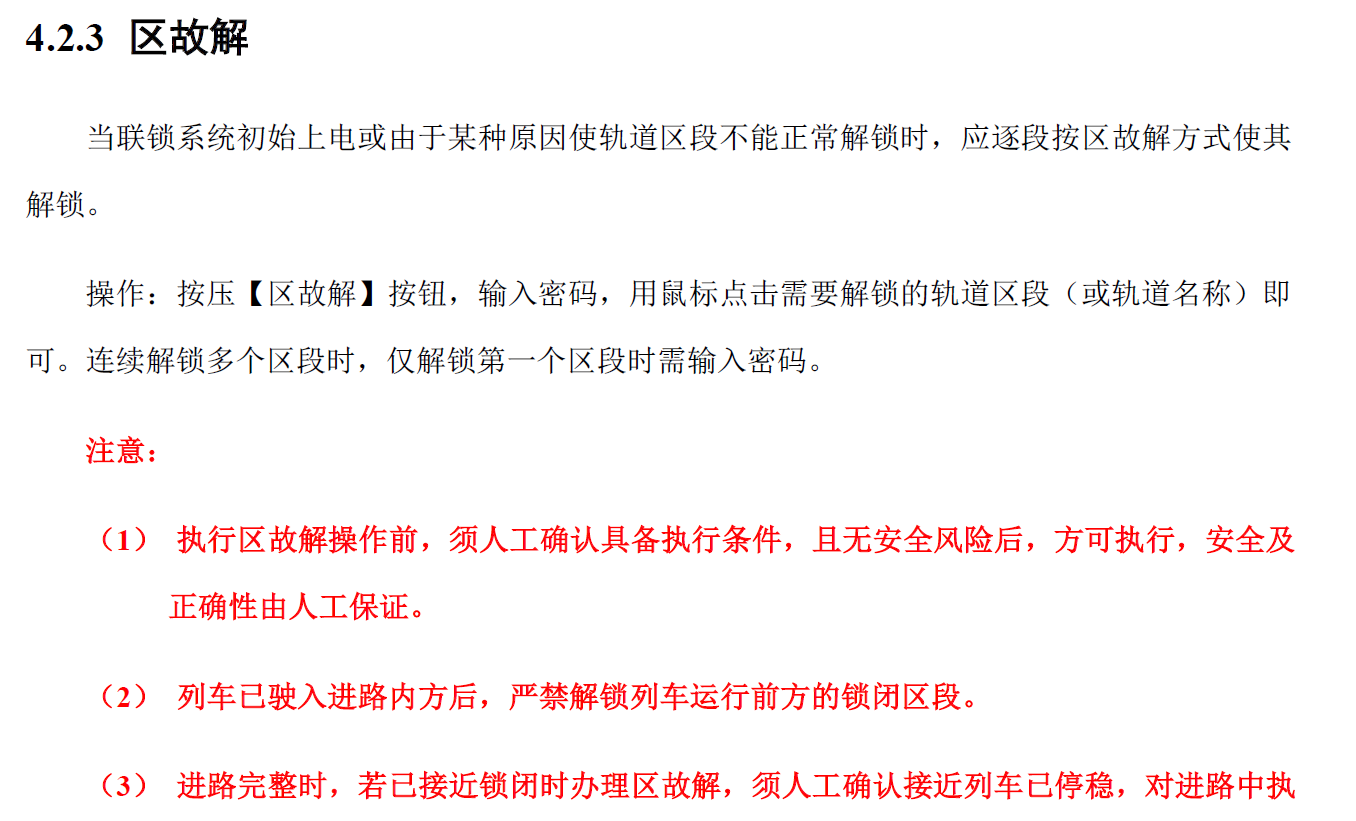 4.2.3 区故解
当联锁系统初始上电或由于某种原因使轨道区段不能正常解锁时，应逐段按区故解方式使其
解锁。
操作：按压【区故解】按钮，输入密码，用鼠标点击需要解锁的轨道区段（或轨道名称）即
可。连续解锁多个区段时，仅解锁第一个区段时需输入密码。
注意：
（1） 执行区故解操作前，须人工确认具备执行条件，且无安全风险后，方可执行，安全及
正确性由人工保证。
（2） 列车已驶入进路内方后，严禁解锁列车运行前方的锁闭区段。
（3） 进路完整时，若已接近锁闭时办理区故解，须人工确认接近列车已停稳，对进路中执